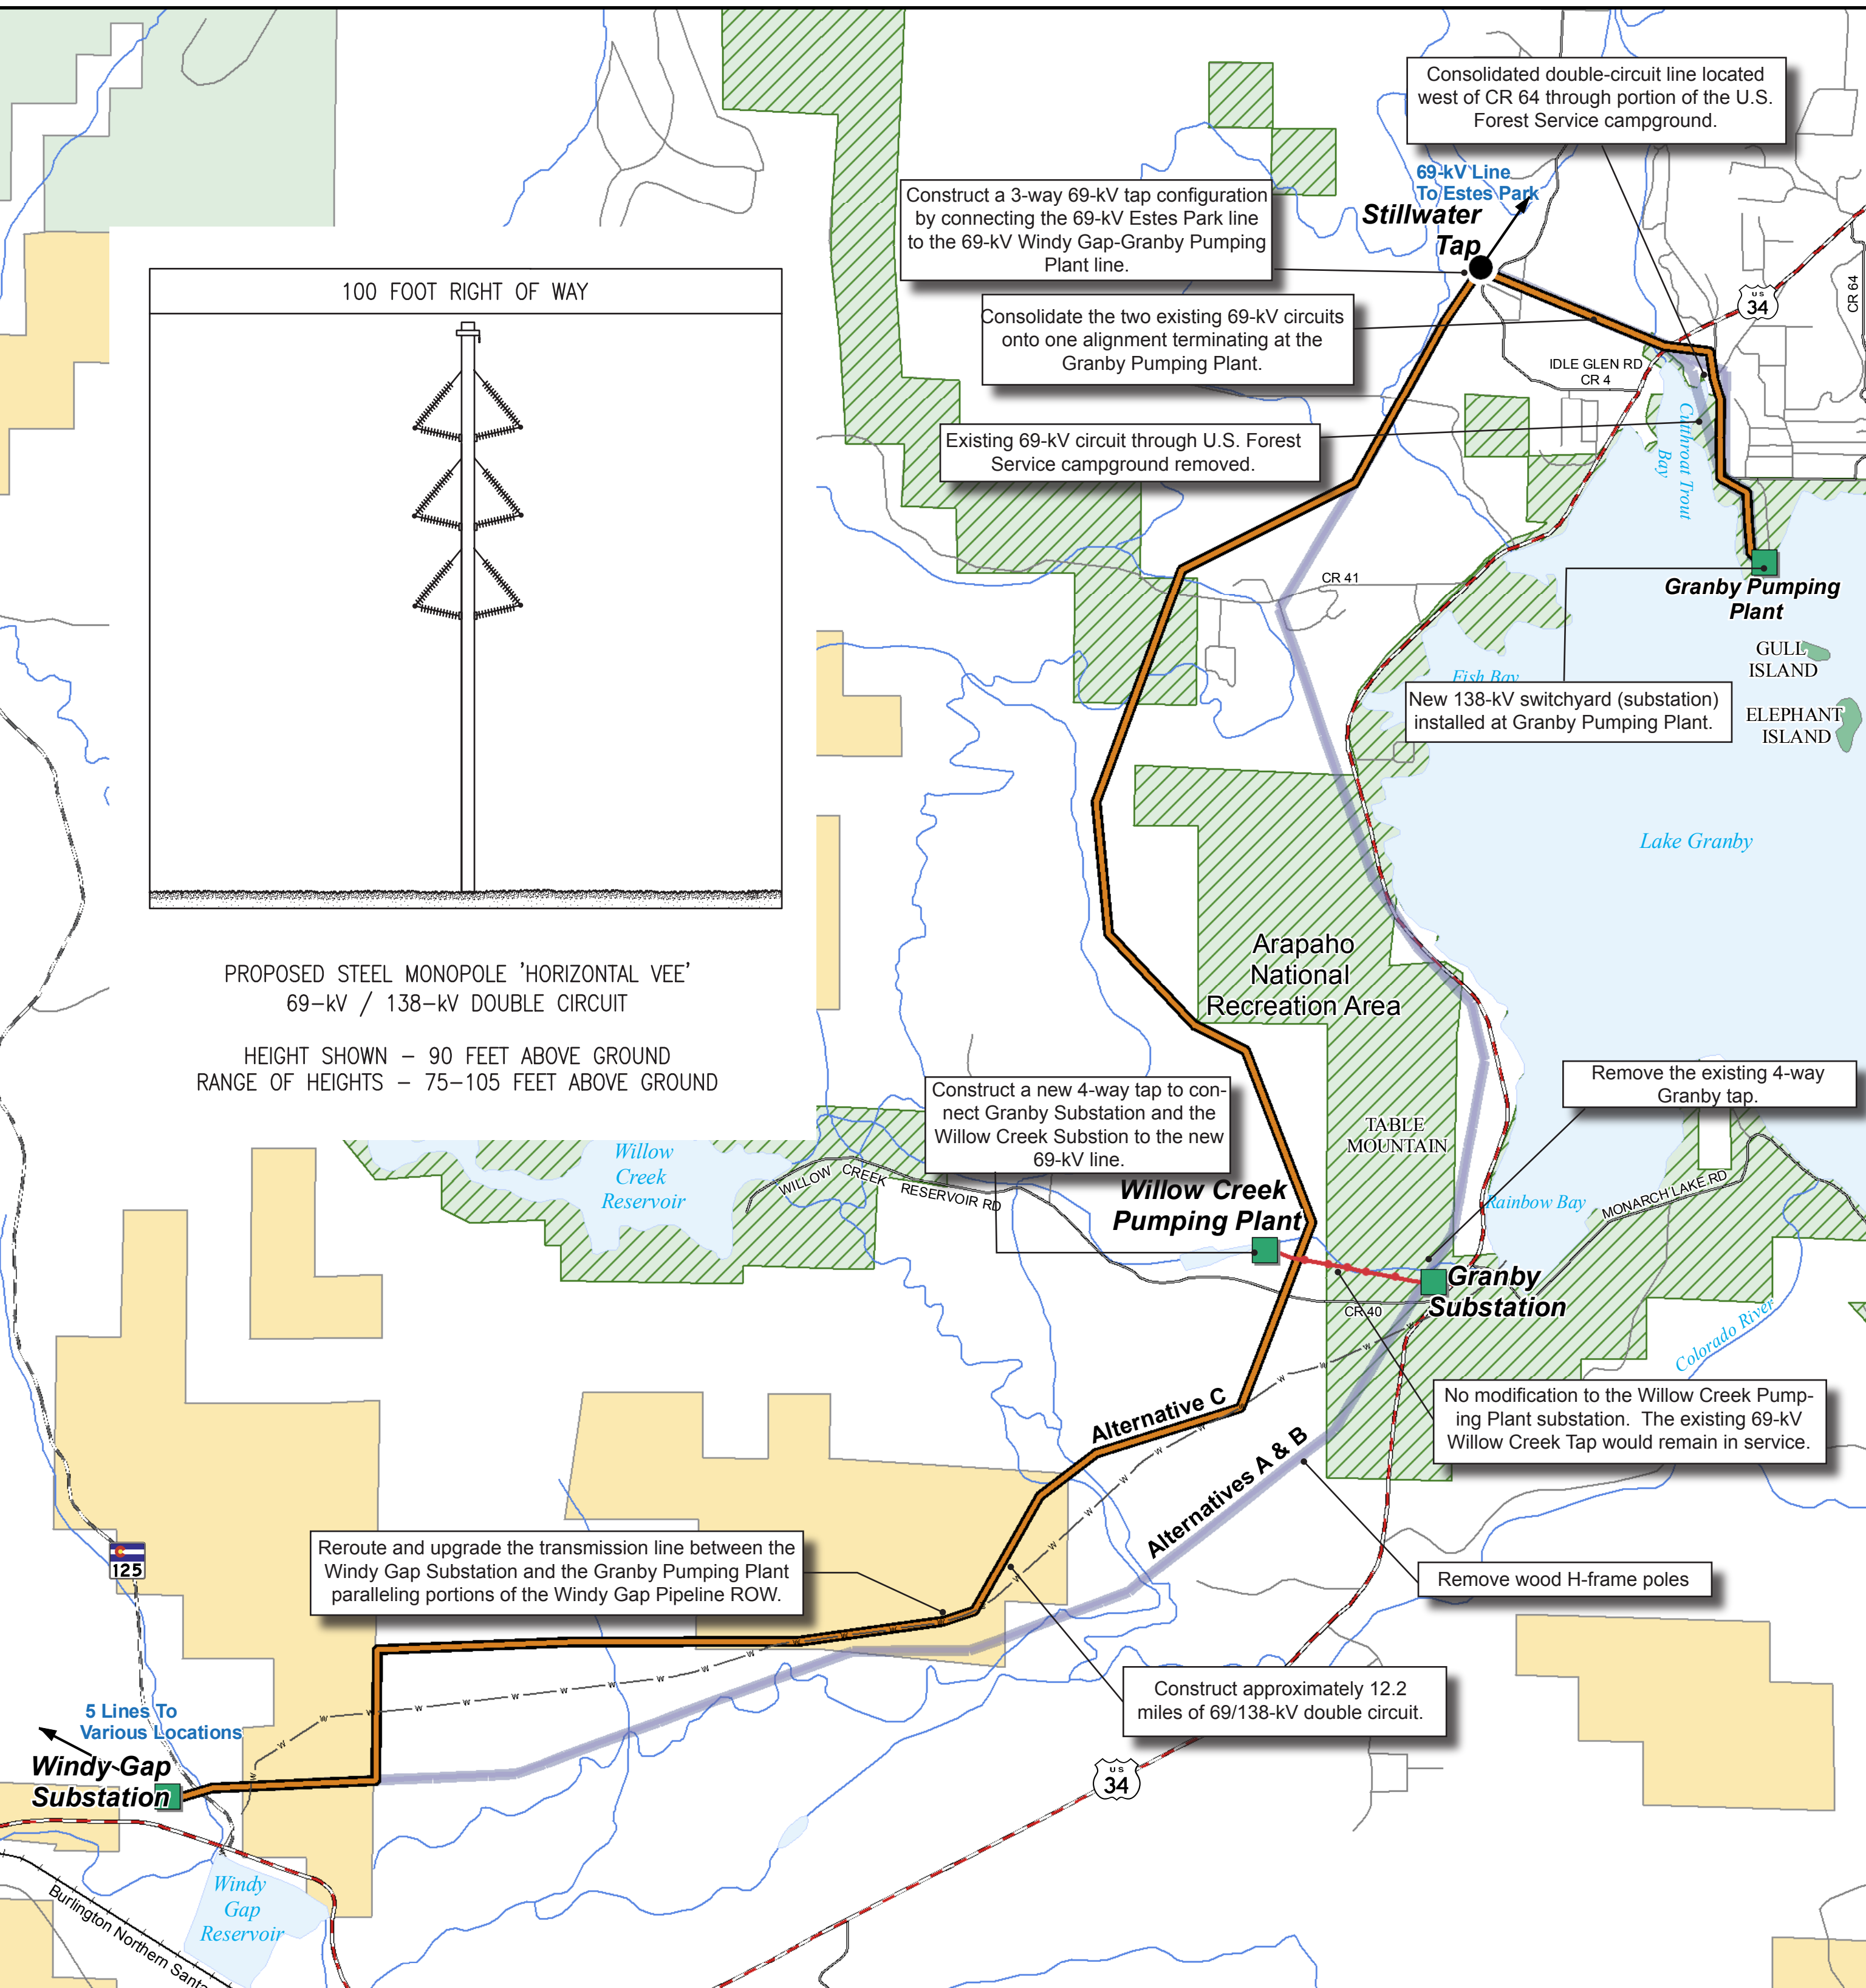 Consolidated double-circuit line located
west of CR 64 through portion of the U.S.
Forest Service campground.
69-kV Line
To Estes Park
Stillwater
Tap
Construct a 3-way 69-kV tap configuration
by connecting the 69-kV Estes Park line
to the 69-kV Windy Gap-Granby Pumping
Plant line.
Consolidate the two existing 69-kV circuits
onto one alignment terminating at the
Granby Pumping Plant.
US
34
CR 64
IDLE GLEN RD
CR 4
Cutthroat Trout
Bay
Existing 69-kV circuit through U.S. Forest
Service campground removed.
100 FOOT RIGHT OF WAY
PROPOSED STEEL MONOPOLE 'HORIZONTAL VEE'
69-kV / 138-kV DOUBLE CIRCUIT
HEIGHT SHOWN - 90 FEET ABOVE GROUND
RANGE OF HEIGHTS - 75-105 FEET ABOVE GROUND
CR 41
Granby Pumping
Plant
GULL
ISLAND
Fish Bay
New 138-kV switchyard (substation)
installed at Granby Pumping Plant.
ELEPHANT
ISLAND
Lake Granby
Arapaho
National
Recreation Area
Remove the existing 4-way
Granby tap.
Construct a new 4-way tap to con-
nect Granby Substation and the
Willow Creek Substion to the new
69-kV line.
TABLE
MOUNTAIN
Willow
Creek
Reservoir
WILLOW CREEK RESERVOIR RD
Willow Creek
Pumping Plant
Rainbow Bay
MONARCH LAKE RD
Granby
Substation
CR 40
Colorado River
No modification to the Willow Creek Pump-
ing Plant substation. The existing 69-kV
Willow Creek Tap would remain in service.
Alternative C
Alternatives A & B
Reroute and upgrade the transmission line between the
Windy Gap Substation and the Granby Pumping Plant
paralleling portions of the Windy Gap Pipeline ROW.
125
Remove wood H-frame poles
Construct approximately 12.2
miles of 69/138-kV double circuit.
5 Lines To
Various Locations
Windy Gap
Substation
US
34
Windy
Gap
Reservoir
Burlington Northern Santa